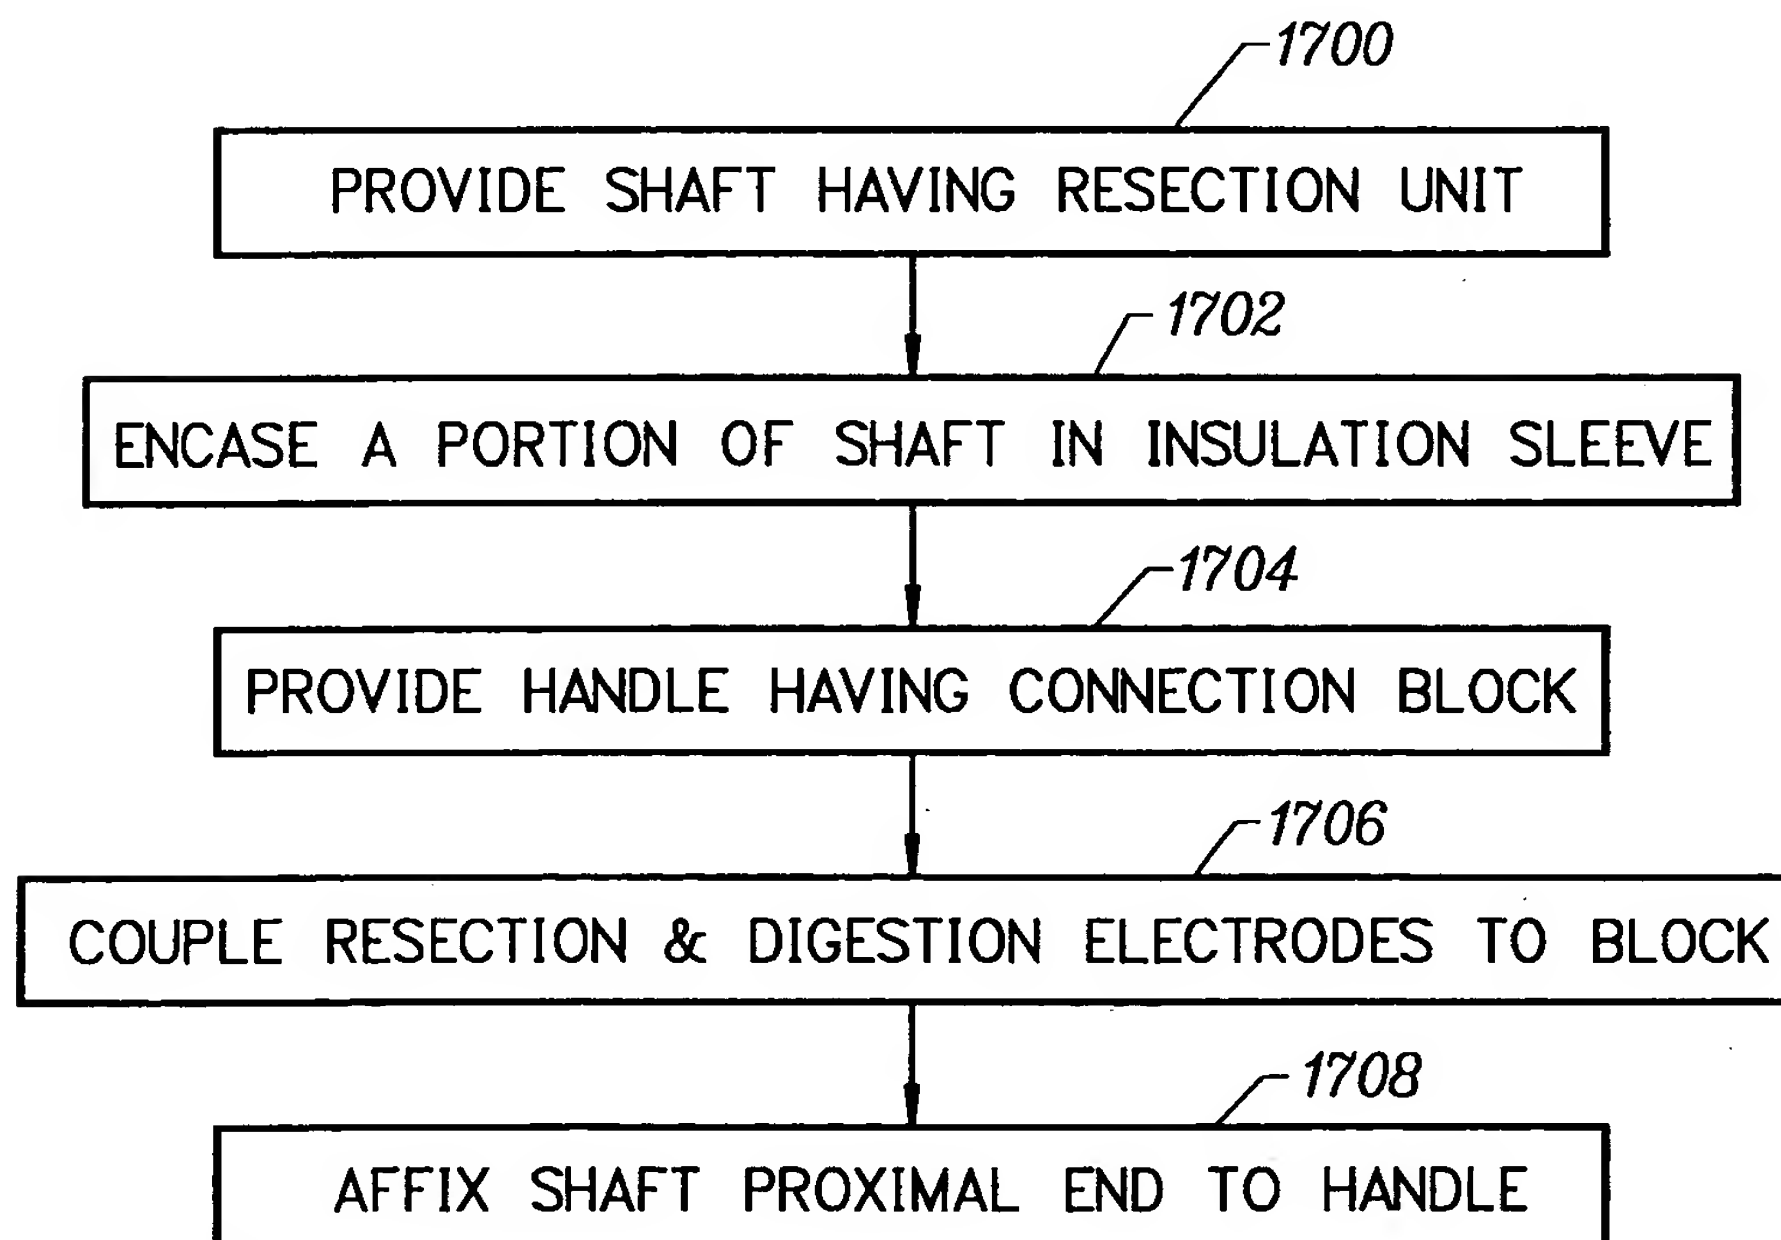 1700
PROVIDE SHAFT HAVING RESECTION UNIT
1702
ENCASE A PORTION OF SHAFT IN INSULATION SLEEVE
1704
PROVIDE HANDLE HAVING CONNECTION BLOCK
1706
COUPLE RESECTION & DIGESTION ELECTRODES TO BLOCK
1708
AFFIX SHAFT PROXIMAL END TO HANDLE